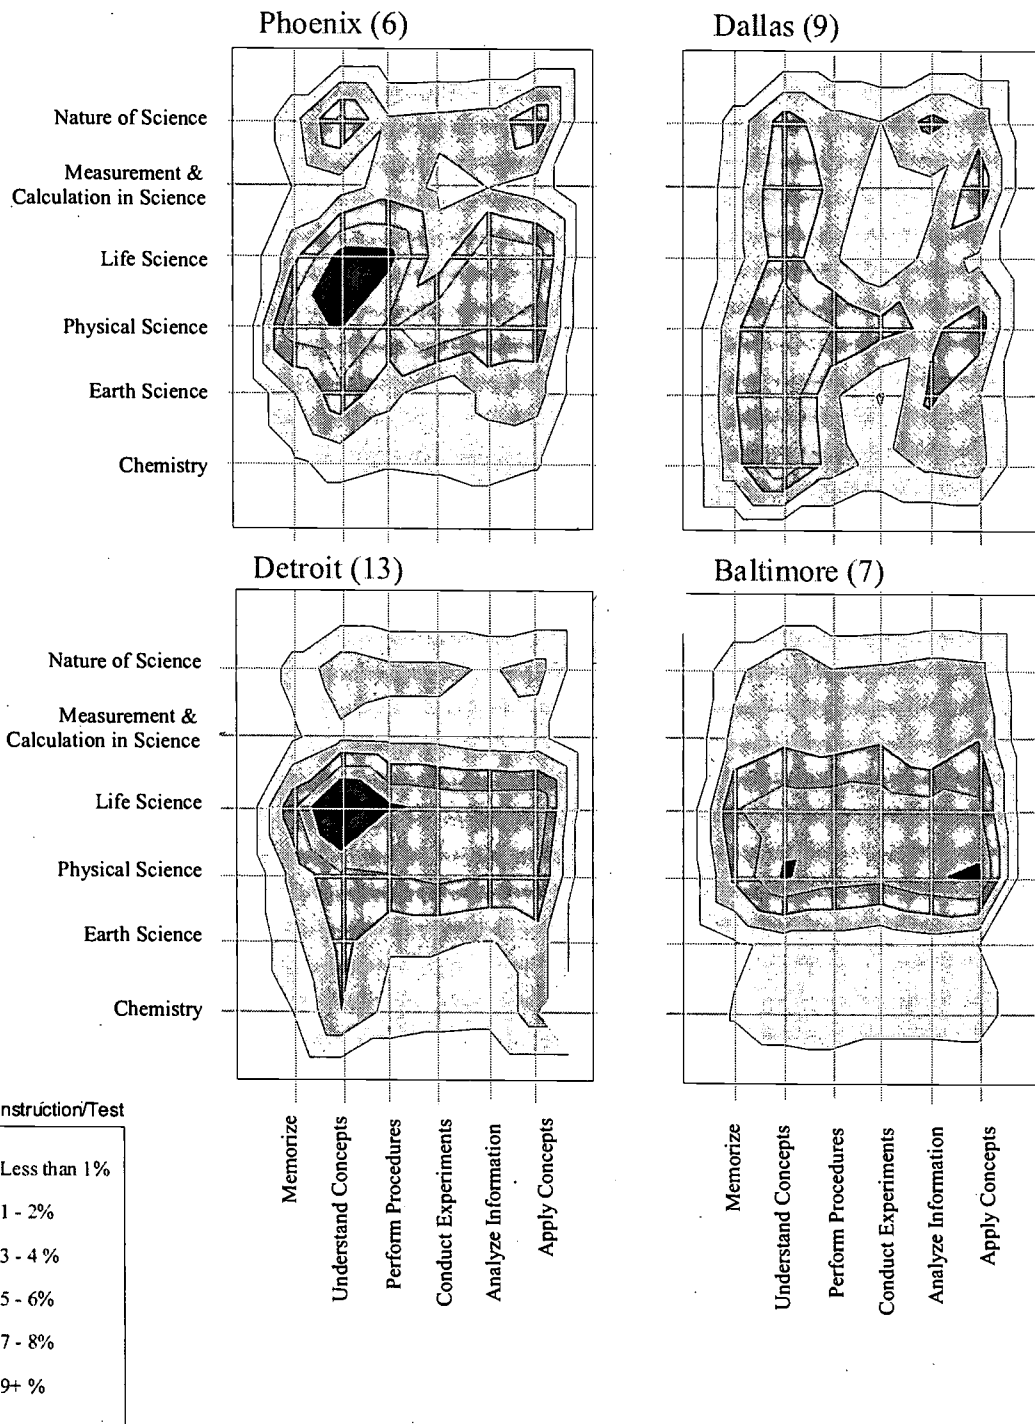 Phoenix (6)
Dallas (9)
Nature of Science
Measurement &
Calculation in Science
Life Science
Physical Science
Earth Science
Chemistry
Detroit (13)
Baltimore (7)
Nature of Science
Measurement &
Calculation in Science
Life Science
Physical Science
Earth Science
Chemistry
Memorize
Understand Concepts
Perform Procedures
Conduct Experiments
Analyze Information
Apply Concepts
Memorize
Understand Concepts
Perform Procedures
Conduct Experiments
Analyze Information
Apply Concepts
nstruction/Test
Less than 1%
1 - 2%
3 - 4 %
5 - 6%
7 - 8%
9+ %